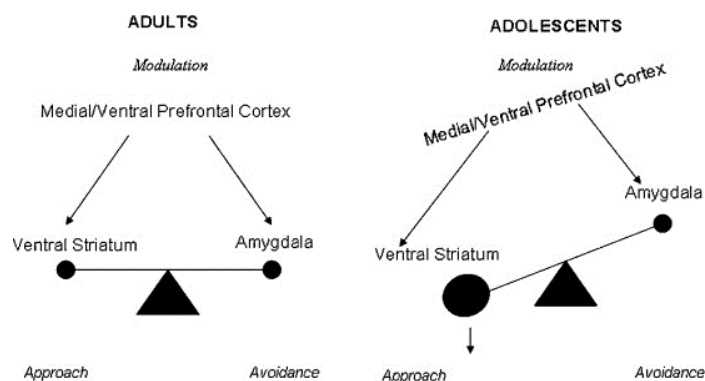 ADULTS
Modulation
Medial/Ventral Prefrontal Cortex
Ventral Striatum
Amygdala
Approach
Avoidance
ADOLESCENTS
Modulation
Medial/Ventral Prefrontal Cortex
Amygdala
Ventral Striatum
Approach
Avoidance